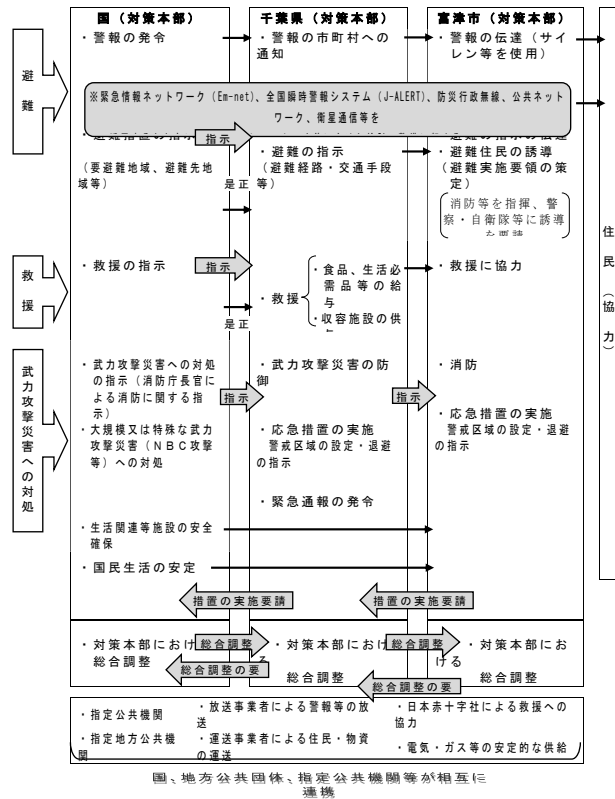 国（対策本部）
千葉県（対策本部）
富津市（対策本部）
避
難
・警報の発令
・警報の市町村への
通知
・警報の伝達（サイ
レン等を使用）
※緊急情報ネットワーク（Em-net）、全国瞬時警報システム（J-ALERT）、防災行政無線、公共ネット
ワーク、衛星通信等を
指示
（要避難地域、避難先地
域等）
是正
・避難の指示
（避難経路・交通手段
等）
・避難住民の誘導
（避難実施要領の策
定）
消防等を指揮、警
察・自衛隊等に誘導
を要請
救
援
・救援の指示
指示
是正
・救援
・食品、生活必
需品等の給
与
・収容施設の供
・救援に協力
住
民
（協
力）
武力攻撃災害への対処
・武力攻撃災害への対処
の指示（消防庁長官に
よる消防に関する指
示）
・大規模又は特殊な武力
攻撃災害（NBC攻撃
等）への対処
指示
・武力攻撃災害の防
御
・応急措置の実施
警戒区域の設定・退避
の指示
・緊急通報の発令
指示
・消防
・応急措置の実施
警戒区域の設定・退避
の指示
・生活関連等施設の安全
確保
・国民生活の安定
措置の実施要請
措置の実施要請
・対策本部におけ
総合調整
総合調整
総合調整の要
・対策本部におけ
る
総合調整
総合調整
総合調整の要
・対策本部にお
ける
総合調整
・指定公共機関
・指定地方公共機
関
・放送事業者による警報等の放
送
・運送事業者による住民・物資
の運送
・日本赤十字社による救援への
協力
・電気・ガス等の安定的な供給
国、地方公共団体、指定公共機関等が相互に
連携